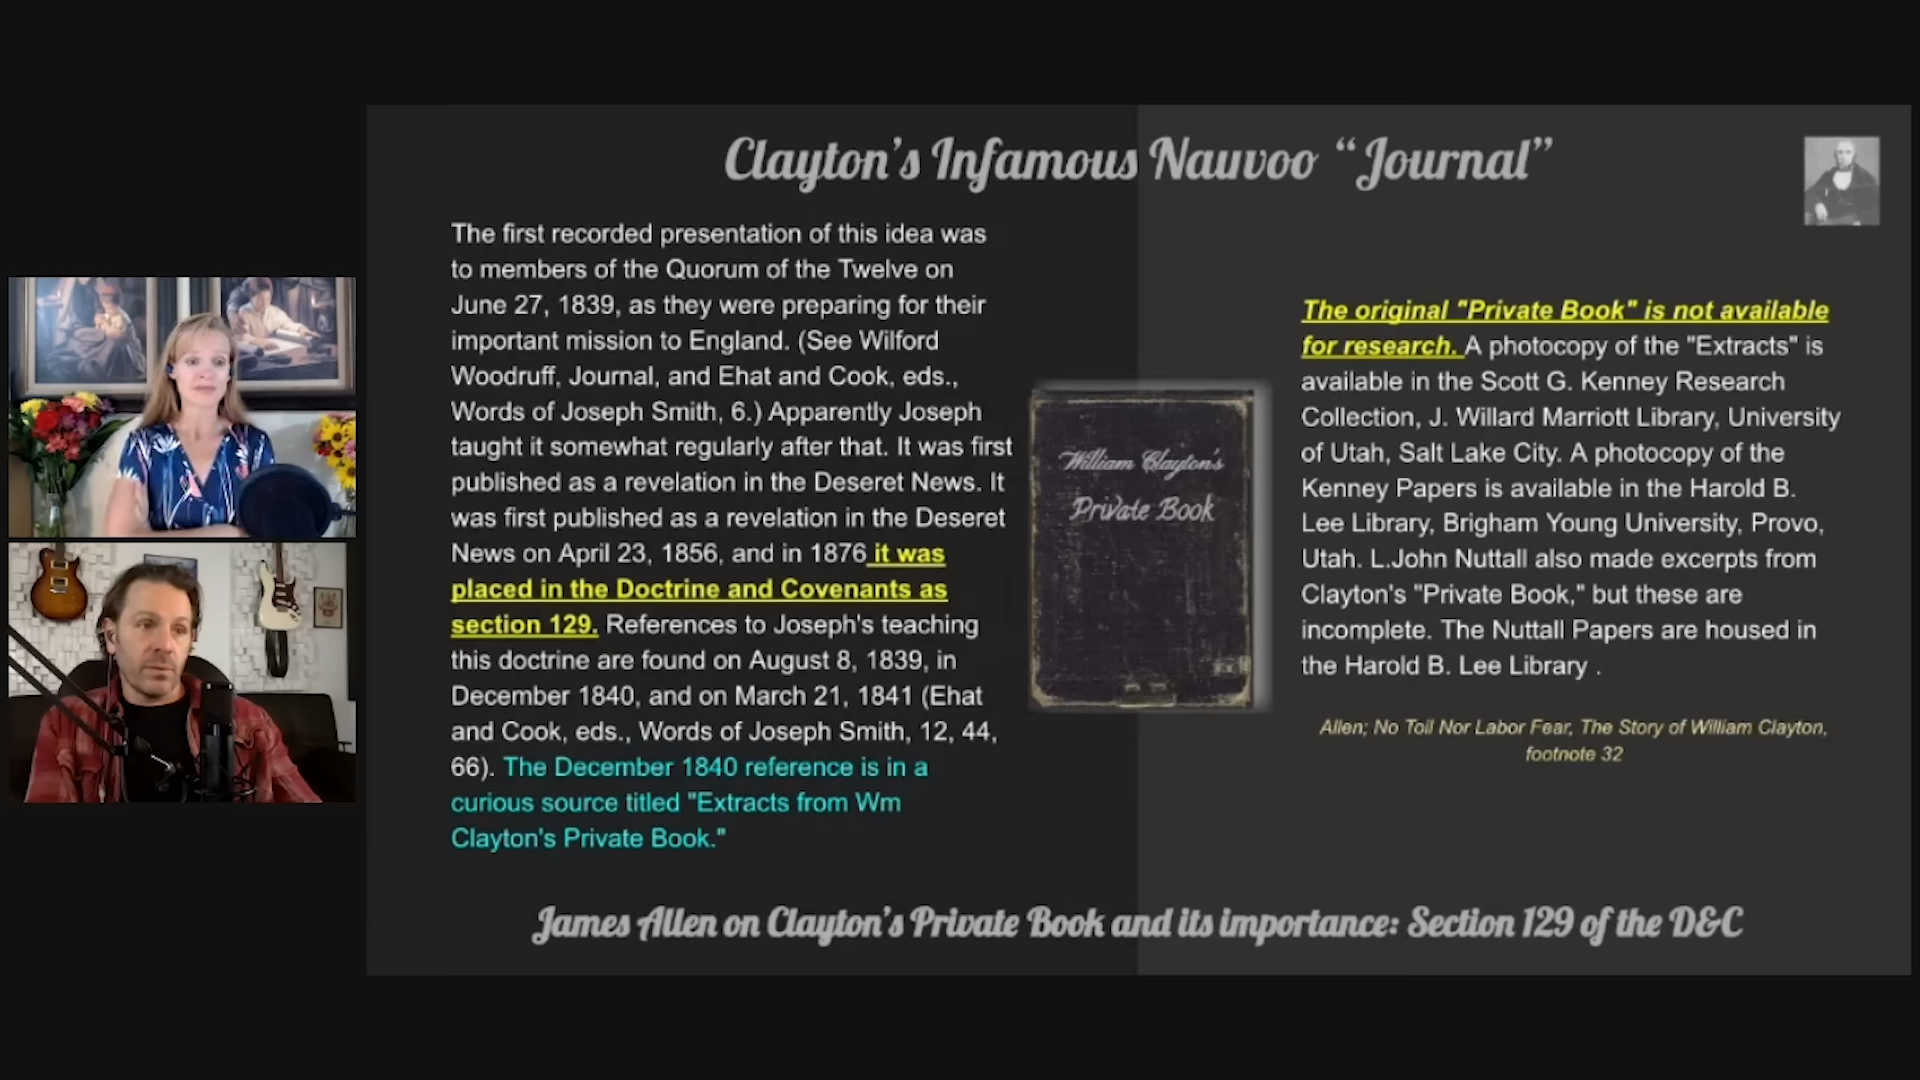 Clayton's Infamous Nauvoo “Journal”
The first recorded presentation of this idea was
to members of the Quorum of the Twelve on
June 27, 1839, as they were preparing for their
important mission to England. (See Wilford
Woodruff, Journal, and Ehat and Cook, eds.,
Words of Joseph Smith, 6.) Apparently Joseph
taught it somewhat regularly after that. It was first
published as a revelation in the Deseret News. It
was first published as a revelation in the Deseret
News on April 23, 1856, and in 1876 it was
placed in the Doctrine and Covenants as
section 129. References to Joseph's teaching
this doctrine are found on August 8, 1839, in
December 1840, and on March 21, 1841 (Ehat
and Cook, eds., Words of Joseph Smith, 12, 44,
66). The December 1840 reference is in a
curious source titled "Extracts from Wm
Clayton's Private Book."
William Clayton's
Private Book
The original "Private Book" is not available
for research. A photocopy of the "Extracts" is
available in the Scott G. Kenney Research
Collection, J. Willard Marriott Library, University
of Utah, Salt Lake City. A photocopy of the
Kenney Papers is available in the Harold B.
Lee Library, Brigham Young University, Provo,
Utah. L.John Nuttall also made excerpts from
Clayton's "Private Book," but these are
incomplete. The Nuttall Papers are housed in
the Harold B. Lee Library .
Allen; No Toil Nor Labor Fear, The Story of William Clayton,
footnote 32
James Allen on Clayton's Private Book and its importance: Section 129 of the D&C